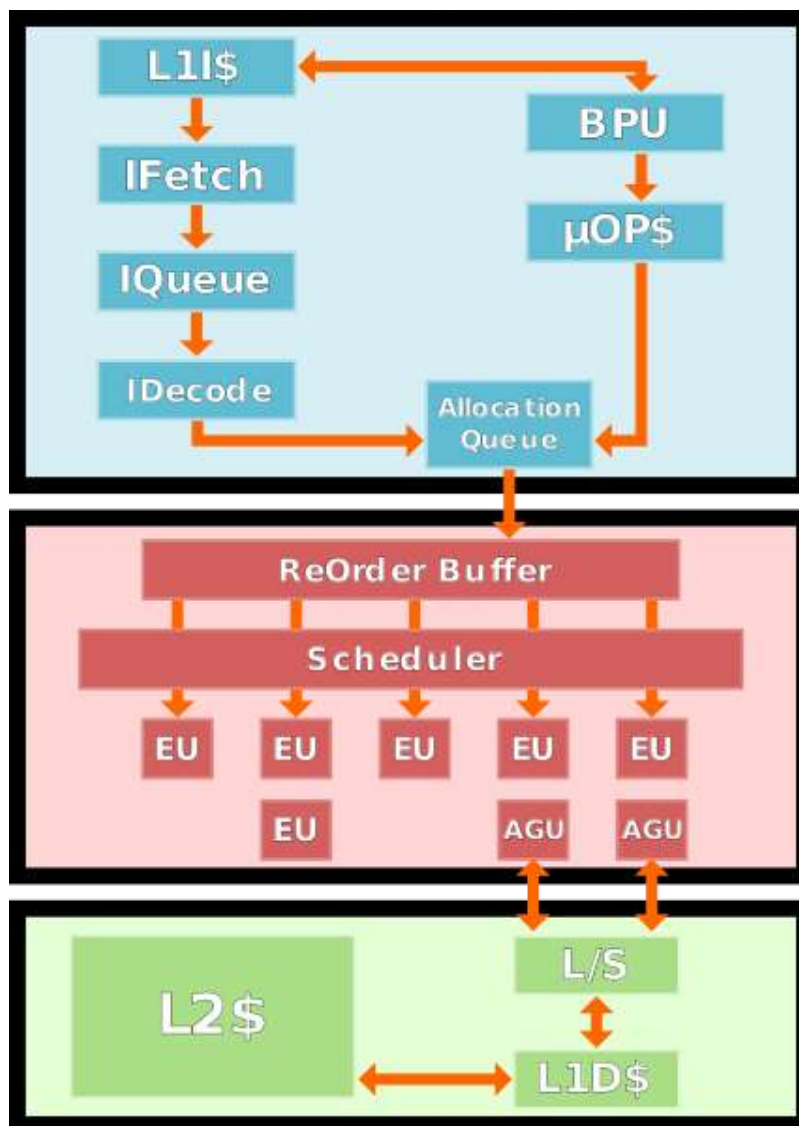 L1I$
BPU
IFetch
µOP$
IQueue
IDecode
Allocation
Queue
ReOrder Buffer
Scheduler
EU EU EU EU EU
EU AGU AGU
L2$
L/S
L1D$